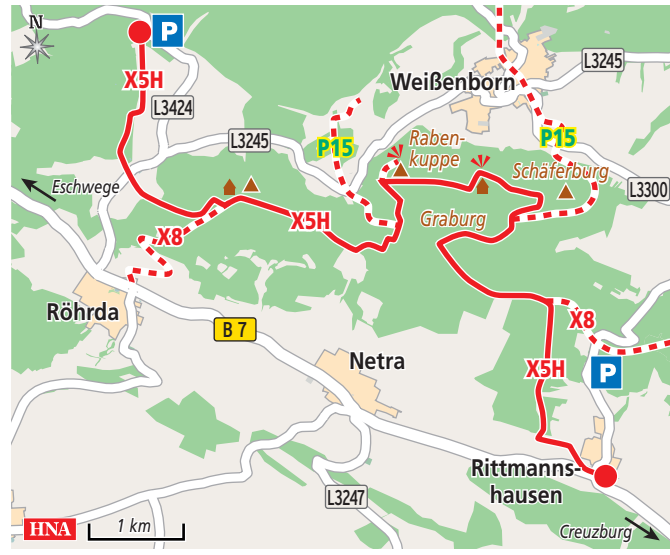 N
P
X5H
L3424
L3245
Weißenborn
L3245
P15
P15
Raben-
kuppe
Schäferburg
L3300
Eschwege
X8
X5H
Graburg
Röhrda
B 7
Netra
X8
X5H
P
Rittmanns-
hausen
L3247
HNA
1 km
Creuzburg